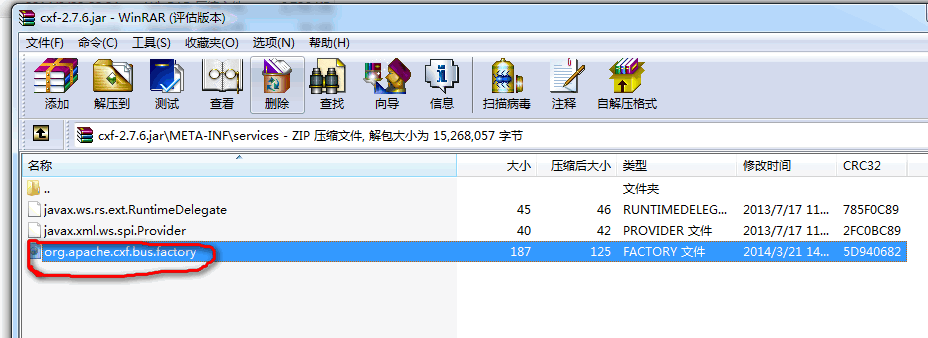 cxf-2.7.6.jar - WinRAR (评估版本)
文件(F) 命令(C) 工具(S) 收藏夹(O) 选项(N) 帮助(H)
添加 解压到 测试 查看 删除 查找 向导 信息 扫描病毒 注释 自解压格式
cxf-2.7.6.jar\META-INF\services - ZIP 压缩文件, 解包大小为 15,268,057 字节
名称 大小 压缩后大小 类型 修改时间 CRC32
.. 文件夹
javax.ws.rs.ext.RuntimeDelegate 45 46 RUNTIMEDELEG... 2013/7/17 11... 785F0C89
javax.xml.ws.spi.Provider 40 42 PROVIDER 文件 2013/7/17 11... 2FC0BC89
org.apache.cxf.bus.factory 187 125 FACTORY 文件 2014/3/21 14... 5D940682